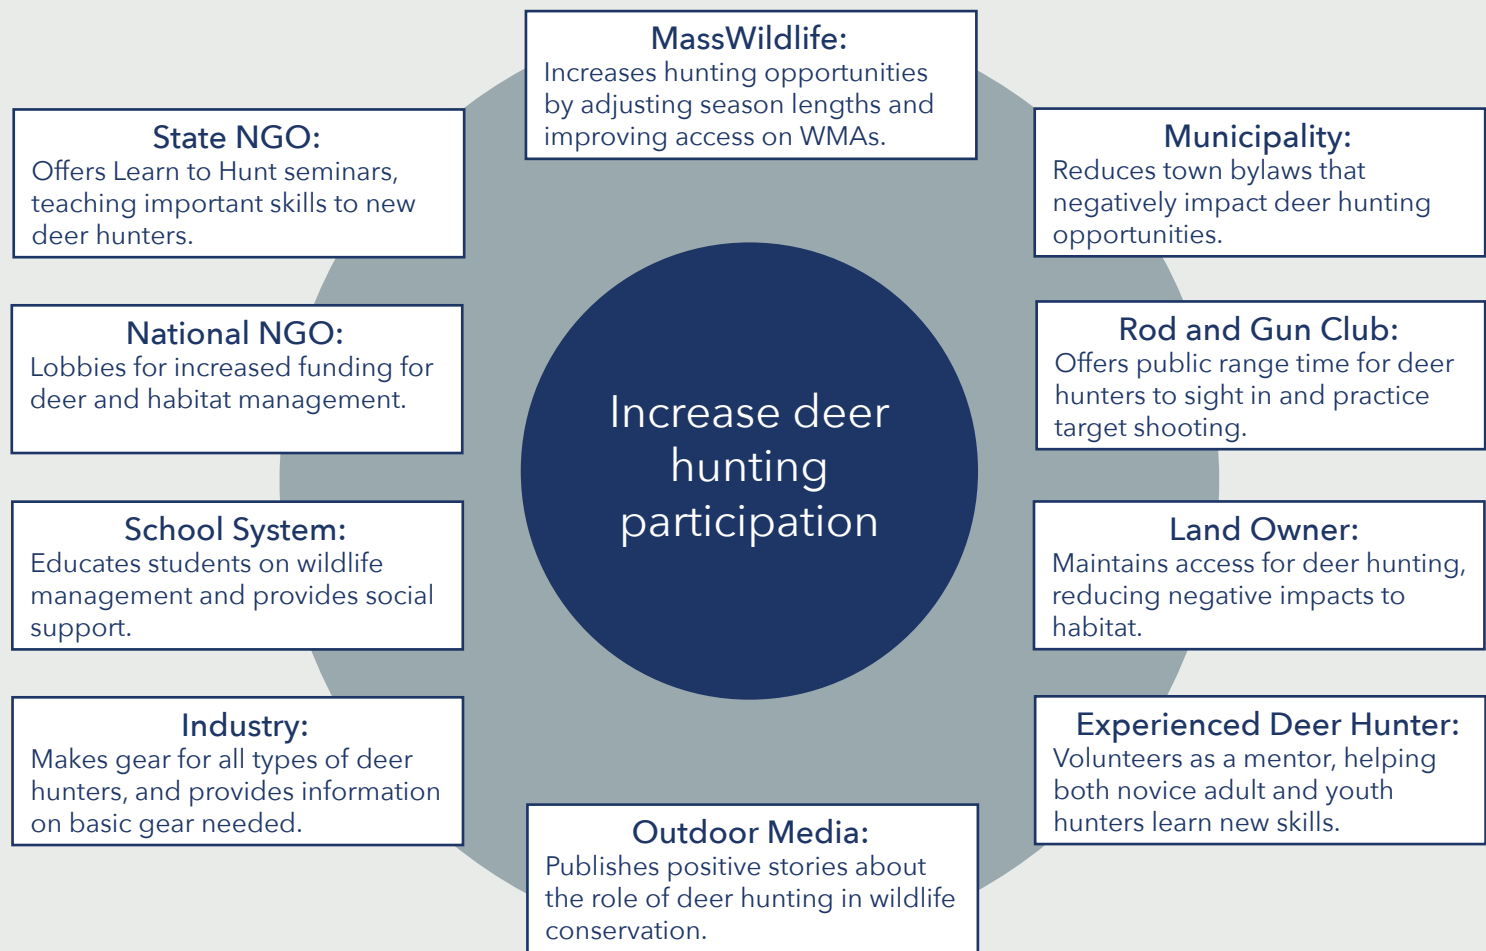 MassWildlife:
Increases hunting opportunities
by adjusting season lengths and
improving access on WMAs.
State NGO:
Offers Learn to Hunt seminars,
teaching important skills to new
deer hunters.
Municipality:
Reduces town bylaws that
negatively impact deer hunting
opportunities.
National NGO:
Lobbies for increased funding for
deer and habitat management.
Rod and Gun Club:
Offers public range time for deer
hunters to sight in and practice
target shooting.
Increase deer
hunting
participation
School System:
Educates students on wildlife
management and provides social
support.
Land Owner:
Maintains access for deer hunting,
reducing negative impacts to
habitat.
Industry:
Makes gear for all types of deer
hunters, and provides information
on basic gear needed.
Experienced Deer Hunter:
Volunteers as a mentor, helping
both novice adult and youth
hunters learn new skills.
Outdoor Media:
Publishes positive stories about
the role of deer hunting in wildlife
conservation.